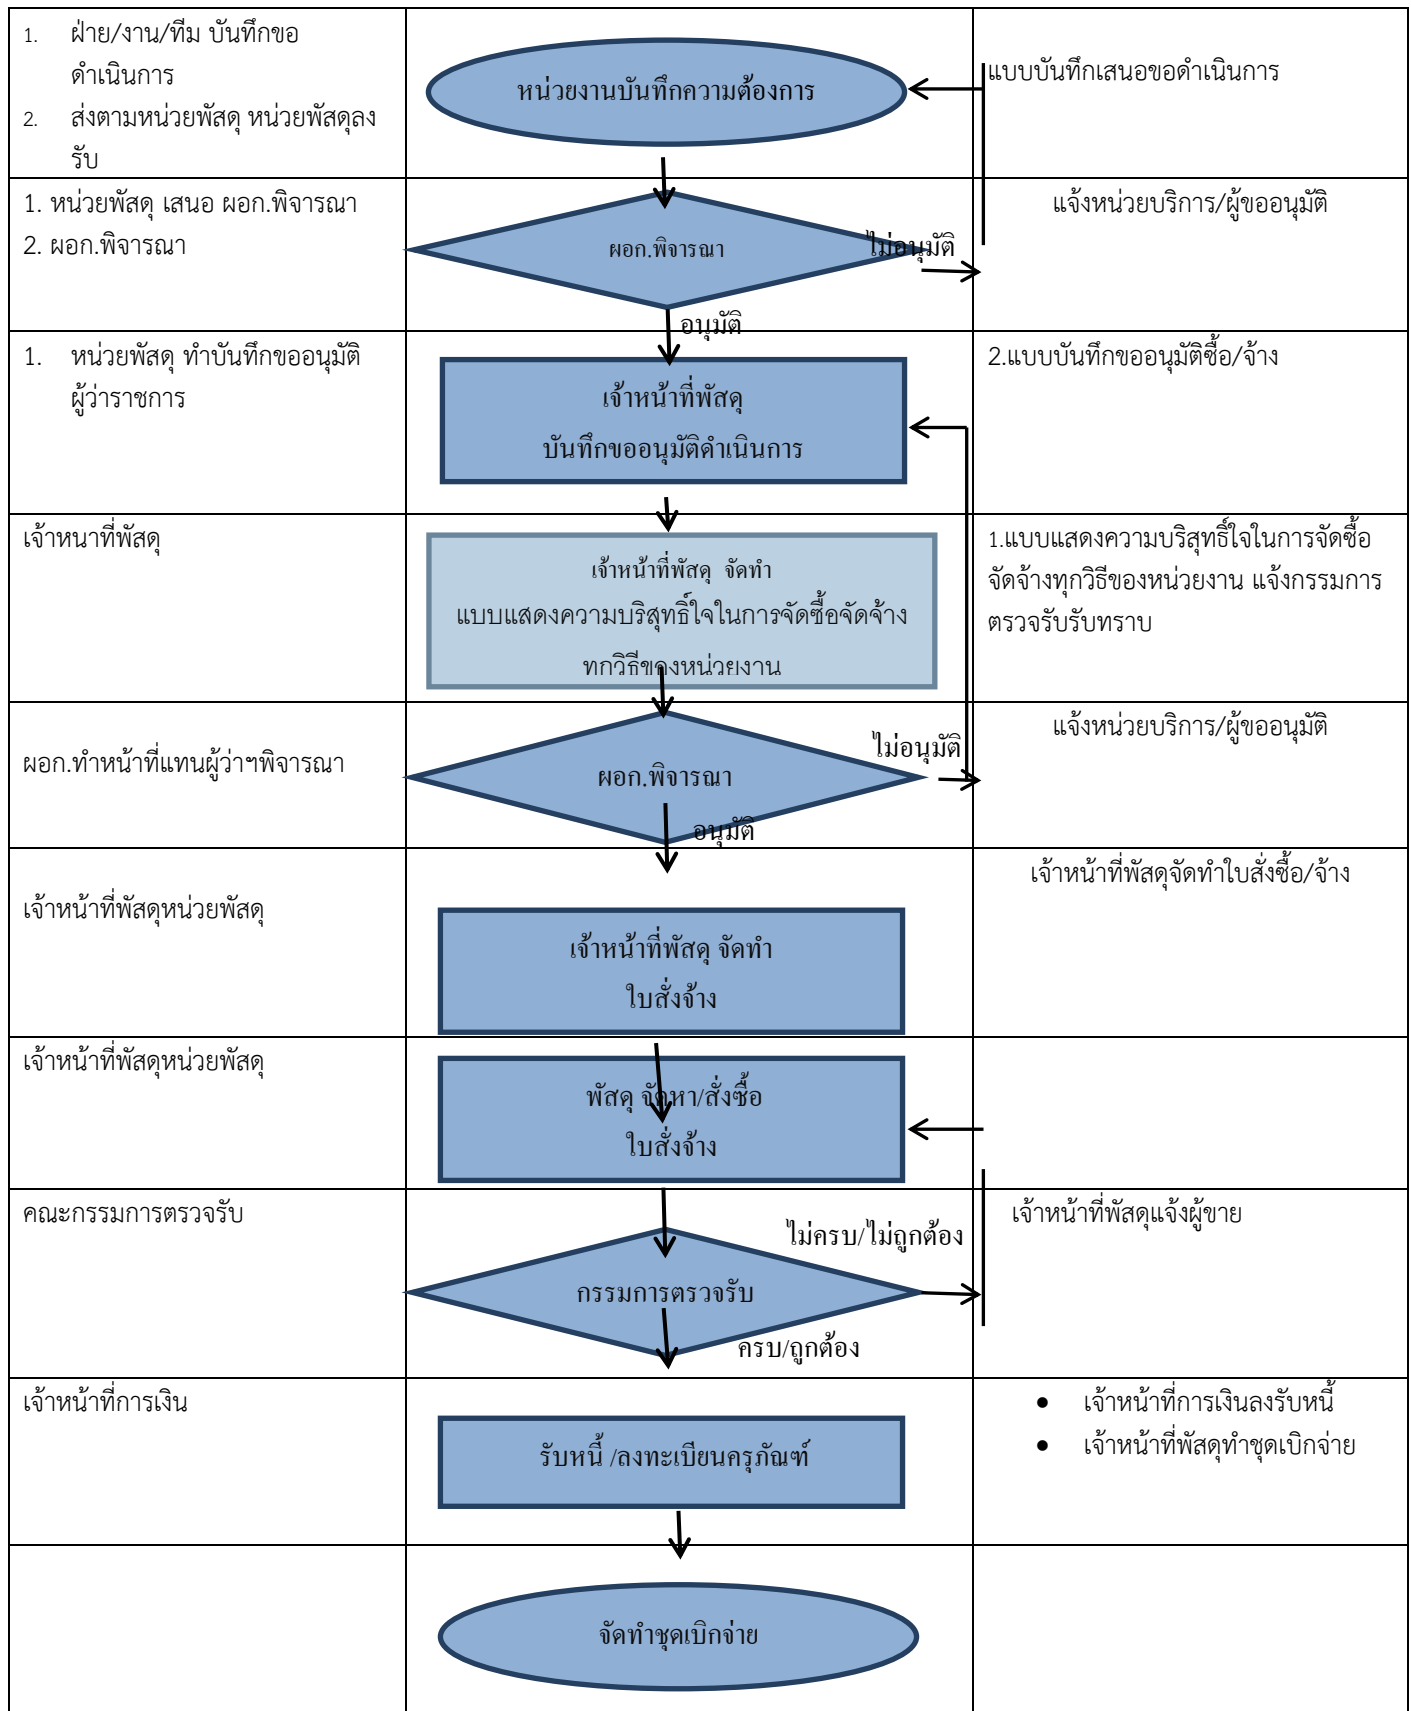 1. ฝ่าย/งาน/ทีม บันทึกขอ
ดำเนินการ
2. ส่งตามหน่วยพัสดุ หน่วยพัสดุลง
รับ
หน่วยงานบันทึกความต้องการ
แบบบันทึกเสนอขอดำเนินการ
1. หน่วยพัสดุ เสนอ ผอก.พิจารณา
2. ผอก.พิจารณา
ผอก.พิจารณา
ไม่อนุมัติ
แจ้งหน่วยบริการ/ผู้ขออนุมัติ
อนุมัติ
1. หน่วยพัสดุ ทำบันทึกขออนุมัติ
ผู้ว่าราชการ
เจ้าหน้าที่พัสดุ
บันทึกขออนุมัติดำเนินการ
2.แบบบันทึกขออนุมัติซื้อ/จ้าง
เจ้าหนาที่พัสดุ
เจ้าหน้าที่พัสดุ จัดทำ
แบบแสดงความบริสุทธิ์ใจในการจัดซื้อจัดจ้าง
ทกวิธีของหน่วยงาน
1.แบบแสดงความบริสุทธิ์ใจในการจัดซื้อ
จัดจ้างทุกวิธีของหน่วยงาน แจ้งกรรมการ
ตรวจรับรับทราบ
ผอก.ทำหน้าที่แทนผู้ว่าฯพิจารณา
ผอก.พิจารณา
ไม่อนุมัติ
แจ้งหน่วยบริการ/ผู้ขออนุมัติ
อนุมัติ
เจ้าหน้าที่พัสดุหน่วยพัสดุ
เจ้าหน้าที่พัสดุ จัดทำ
ใบสั่งจ้าง
เจ้าหน้าที่พัสดุจัดทำใบสั่งซื้อ/จ้าง
เจ้าหน้าที่พัสดุหน่วยพัสดุ
พัสดุ จัดหา/สั่งซื้อ
ใบสั่งจ้าง
คณะกรรมการตรวจรับ
ไม่ครบ/ไม่ถูกต้อง
กรรมการตรวจรับ
ครบ/ถูกต้อง
เจ้าหน้าที่พัสดุแจ้งผู้ขาย
เจ้าหน้าที่การเงิน
รับหนี้ /ลงทะเบียนครุภัณฑ์
• เจ้าหน้าที่การเงินลงรับหนี้
• เจ้าหน้าที่พัสดุทำชุดเบิกจ่าย
จัดทำชุดเบิกจ่าย